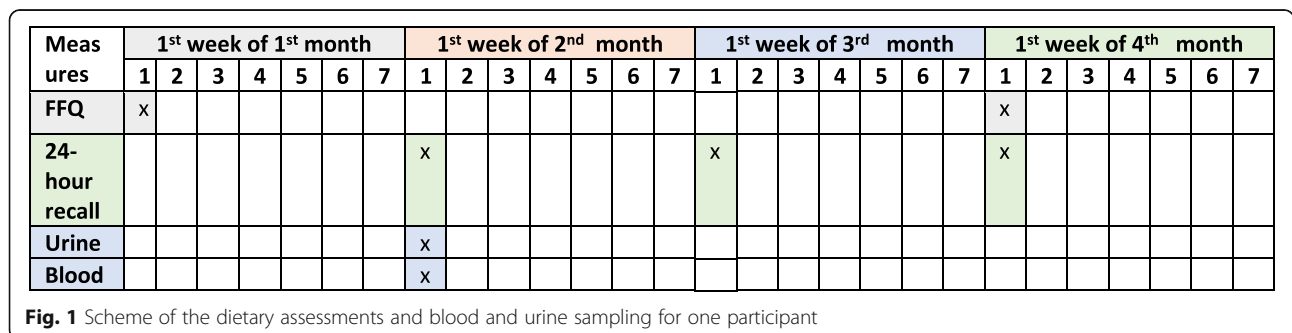 Meas 1st week of 1st month 1st week of 2nd month 1st week of 3rd month 1st week of 4th month
ures 1 2 3 4 5 6 7 1 2 3 4 5 6 7 1 2 3 4 5 6 7 1 2 3 4 5 6 7
FFQ x x
24- x x x
hour
recall
Urine x
Blood x
Fig. 1 Scheme of the dietary assessments and blood and urine sampling for one participant